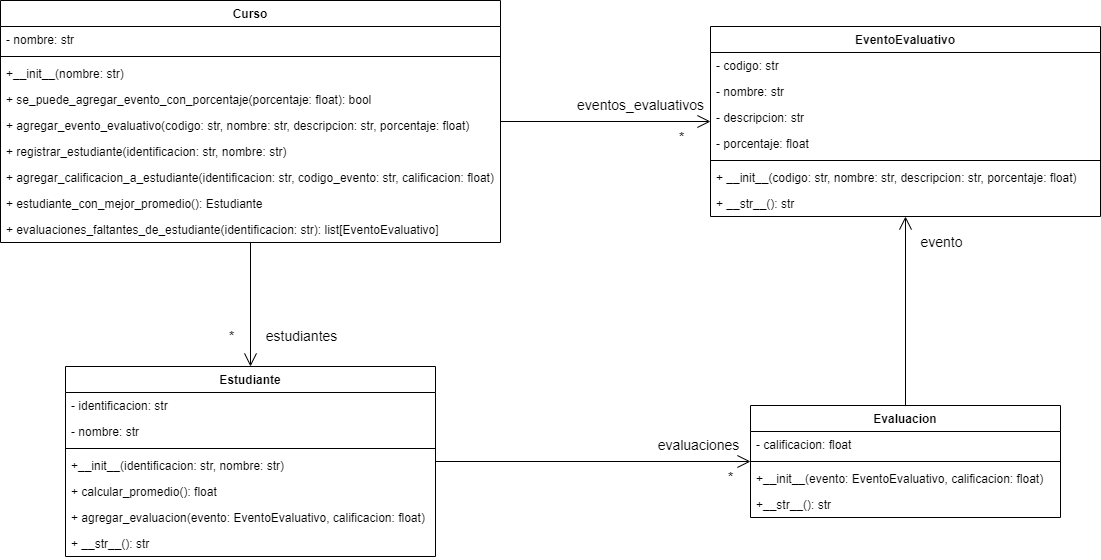 Curso
- nombre: str
+__init__(nombre: str)
+ se_puede_agregar_evento_con_porcentaje(porcentaje: float): bool
+ agregar_evento_evaluativo(codigo: str, nombre: str, descripcion: str, porcentaje: float)
+ registrar_estudiante(identificacion: str, nombre: str)
+ agregar_calificacion_a_estudiante(identificacion: str, codigo_evento: str, calificacion: float)
+ estudiante_con_mejor_promedio(): Estudiante
+ evaluaciones_faltantes_de_estudiante(identificacion: str): list[EventoEvaluativo]
eventos_evaluativos
*
EventoEvaluativo
- codigo: str
- nombre: str
- descripcion: str
- porcentaje: float
+ __init__(codigo: str, nombre: str, descripcion: str, porcentaje: float)
+ __str__(): str
evento
* estudiantes
Estudiante
- identificacion: str
- nombre: str
+__init__(identificacion: str, nombre: str)
+ calcular_promedio(): float
+ agregar_evaluacion(evento: EventoEvaluativo, calificacion: float)
+ __str__(): str
evaluaciones
*
Evaluacion
- calificacion: float
+__init__(evento: EventoEvaluativo, calificacion: float)
+__str__(): str